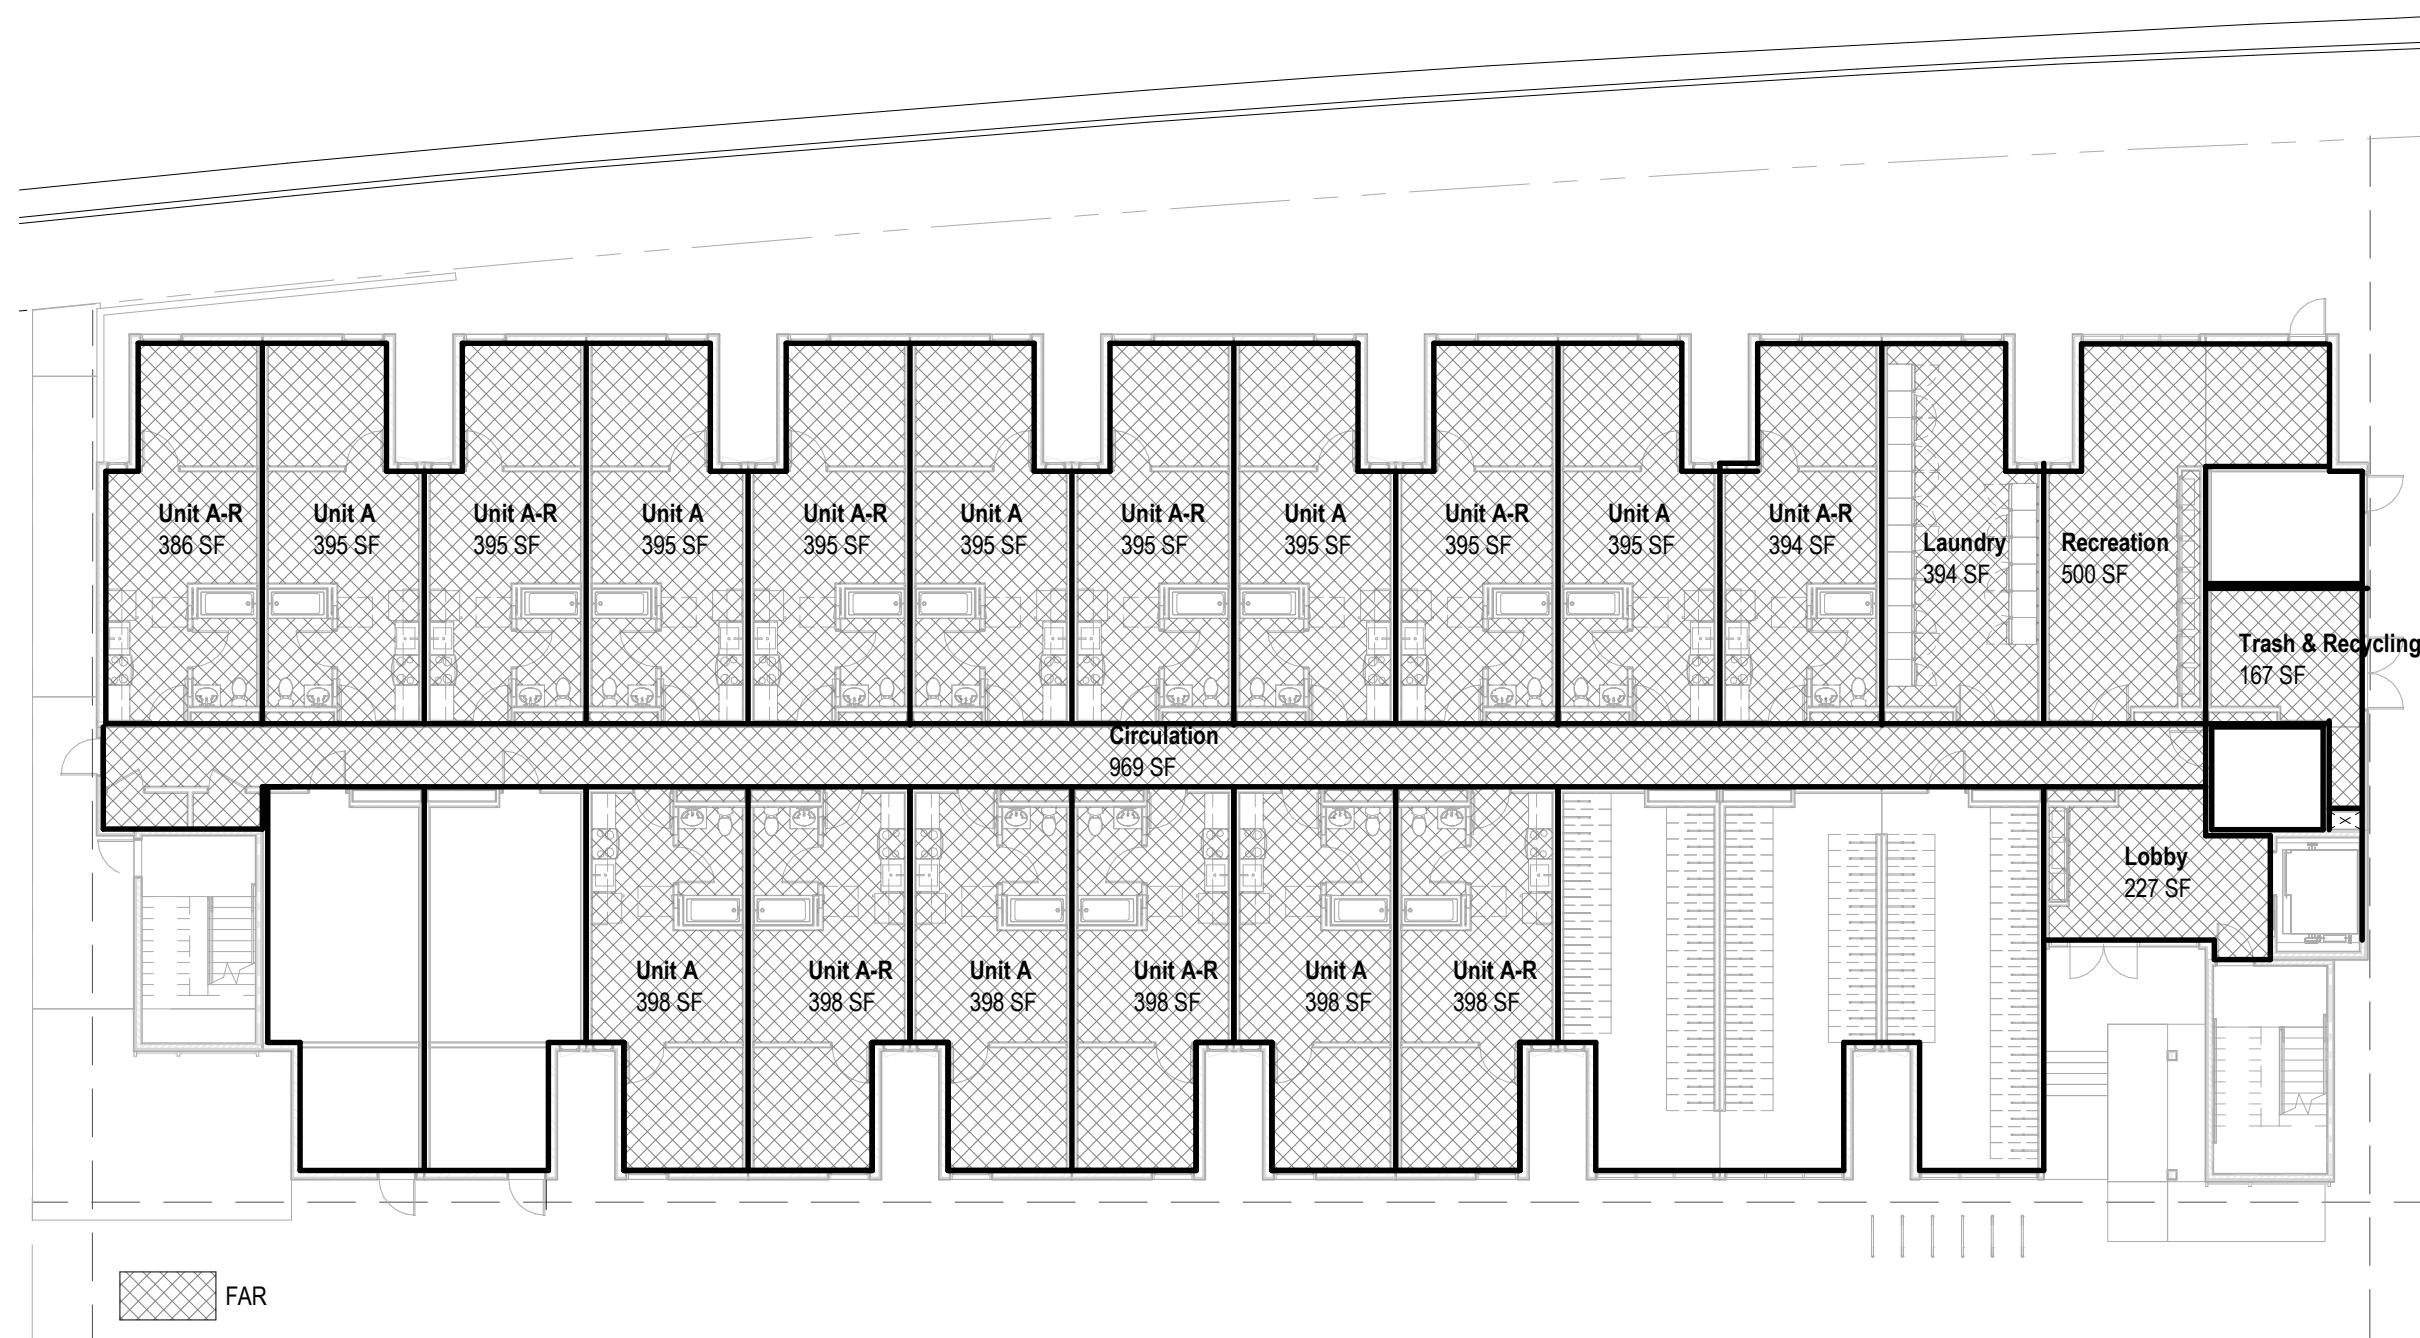 Unit A-R
386 SF
Unit A
395 SF
Unit A-R
395 SF
Unit A
395 SF
Unit A-R
395 SF
Unit A
395 SF
Unit A-R
395 SF
Unit A
395 SF
Unit A-R
395 SF
Unit A
395 SF
Unit A-R
394 SF
Laundry
394 SF
Recreation
500 SF
Trash & Recycling
167 SF
Circulation
969 SF
Lobby
227 SF
Unit A
398 SF
Unit A-R
398 SF
Unit A
398 SF
Unit A-R
398 SF
Unit A
398 SF
Unit A-R
398 SF
FAR